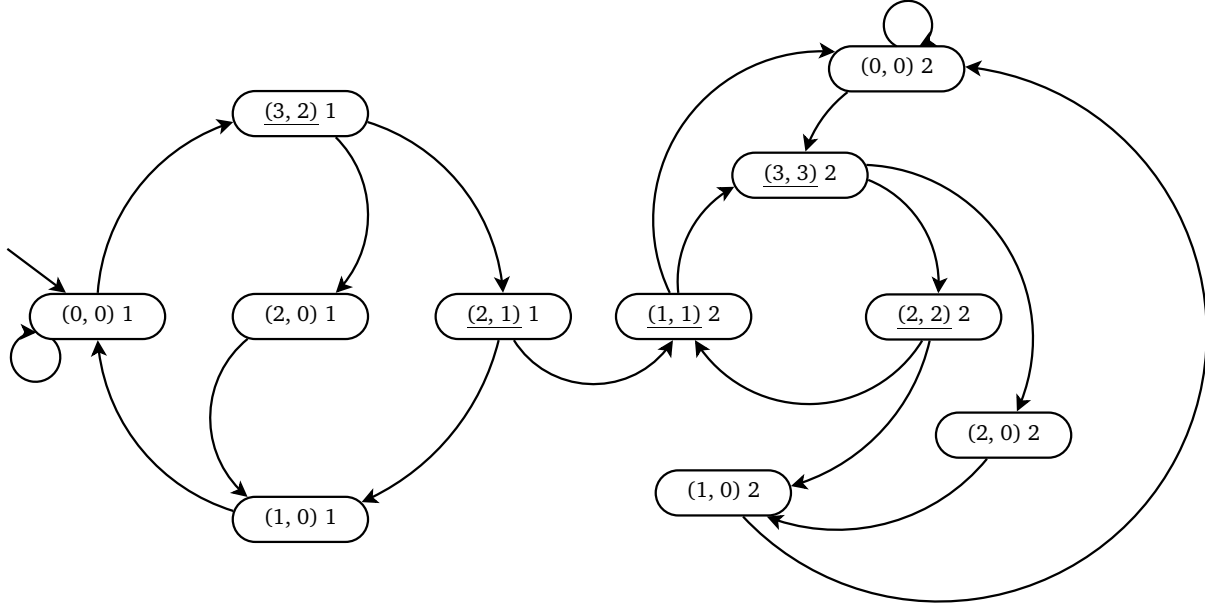 (0, 0) 2
(3, 2) 1
(3, 3) 2
(0, 0) 1
(2, 0) 1
(2, 1) 1
(1, 1) 2
(2, 2) 2
(2, 0) 2
(1, 0) 2
(1, 0) 1